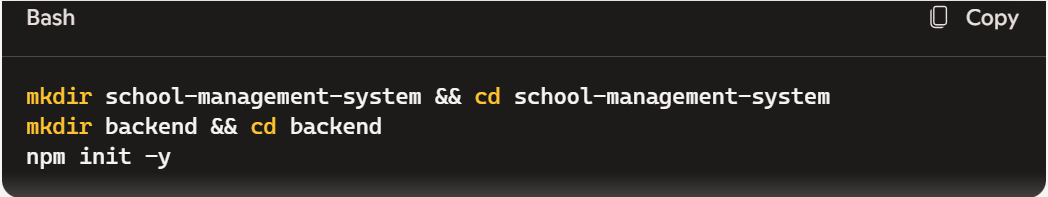 Bash
Copy
mkdir school-management-system && cd school-management-system
mkdir backend && cd backend
npm init -y